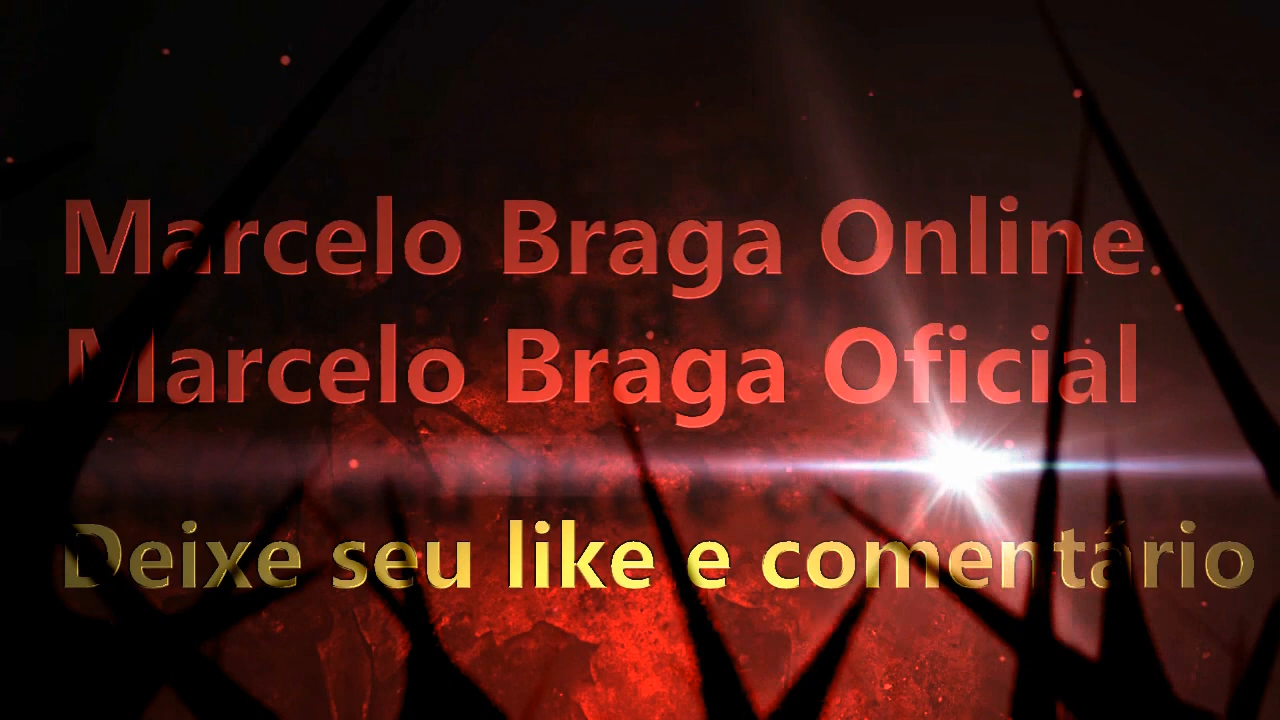 Marcelo Braga Online.
Marcelo Braga Oficial
Deixe seu like e comentário